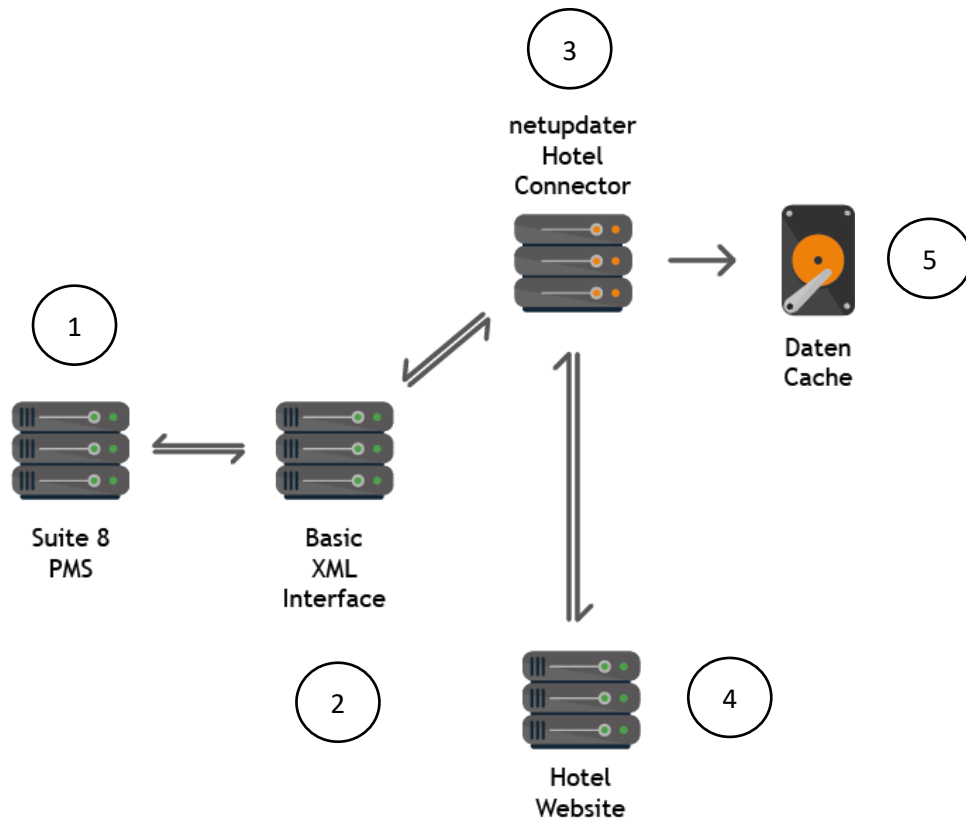 3
netupdater
Hotel
Connector
5
Daten
Cache
1
Suite 8
PMS
Basic
XML
Interface
2
4
Hotel
Website